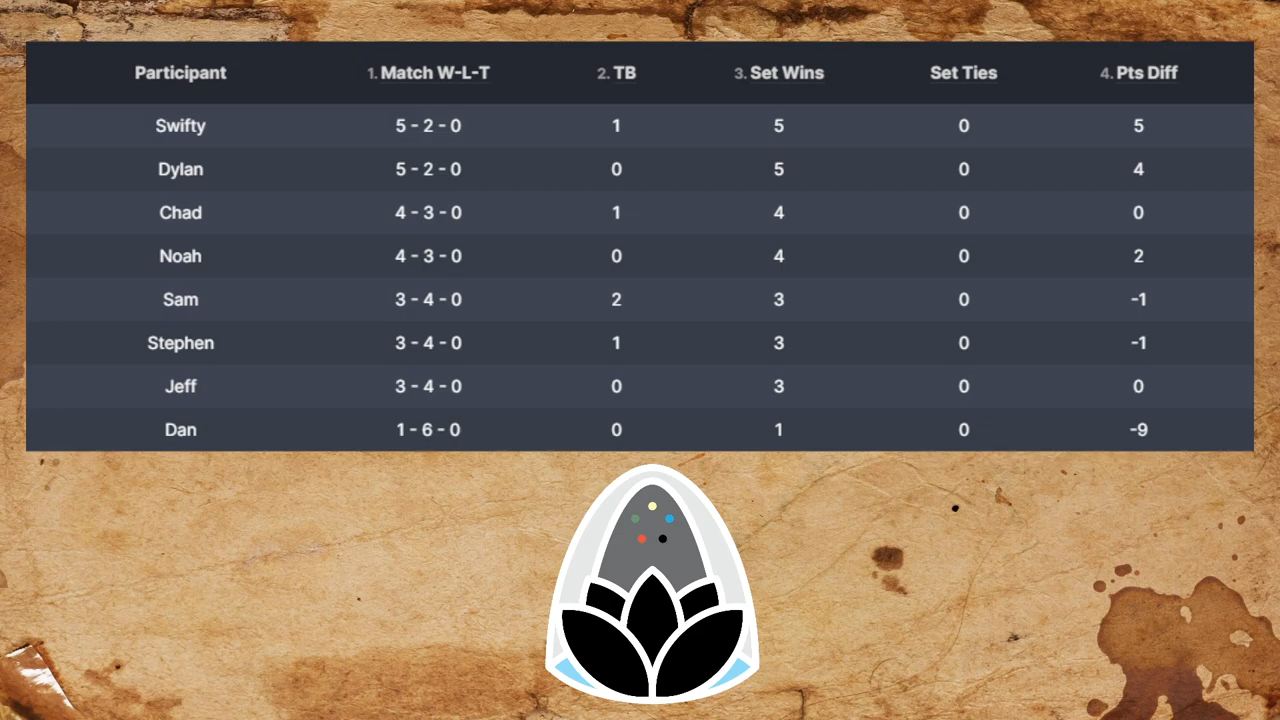 Participant 1. Match W-L-T 2. TB 3. Set Wins Set Ties 4. Pts Diff
Swifty 5 - 2 - 0 1 5 0 5
Dylan 5 - 2 - 0 0 5 0 4
Chad 4 - 3 - 0 1 4 0 0
Noah 4 - 3 - 0 0 4 0 2
Sam 3 - 4 - 0 2 3 0 -1
Stephen 3 - 4 - 0 1 3 0 -1
Jeff 3 - 4 - 0 0 3 0 0
Dan 1 - 6 - 0 0 1 0 -9